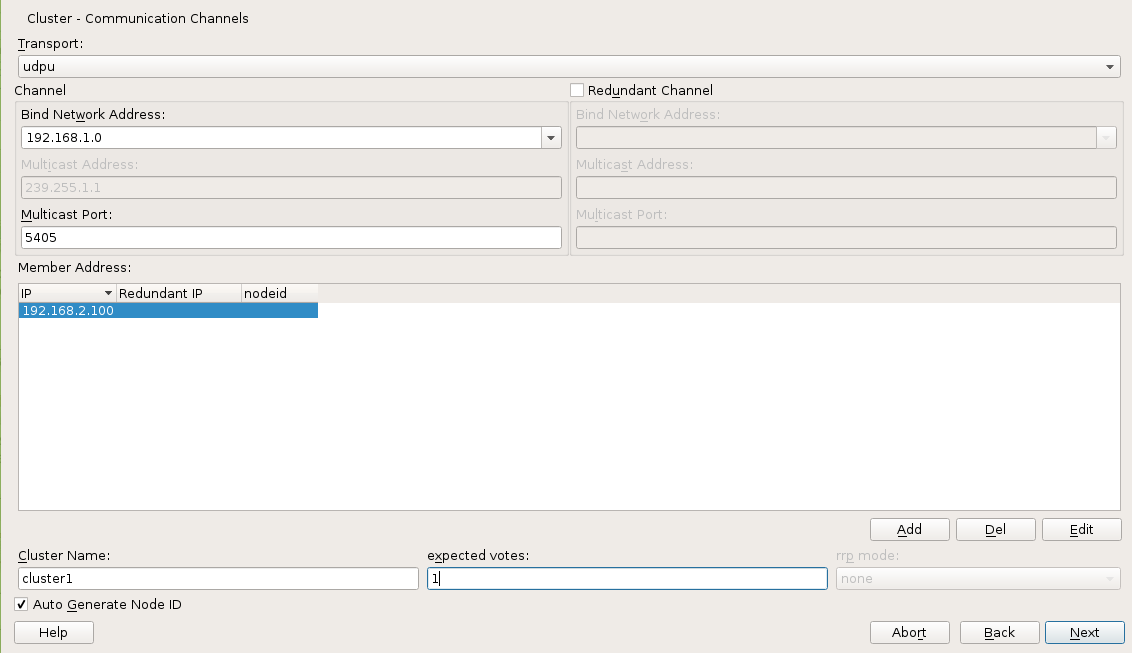 Cluster - Communication Channels
Transport:
udpu
Channel
Redundant Channel
Bind Network Address:
Bind Network Address:
192.168.1.0
Multicast Address:
Multicast Address:
239.255.1.1
Multicast Port:
Multicast Port:
5405
Member Address:
IP Redundant IP nodeid
192.168.2.100
Add Del Edit
Cluster Name: expected votes: rrp mode:
cluster1 1 none
Auto Generate Node ID
Help Abort Back Next